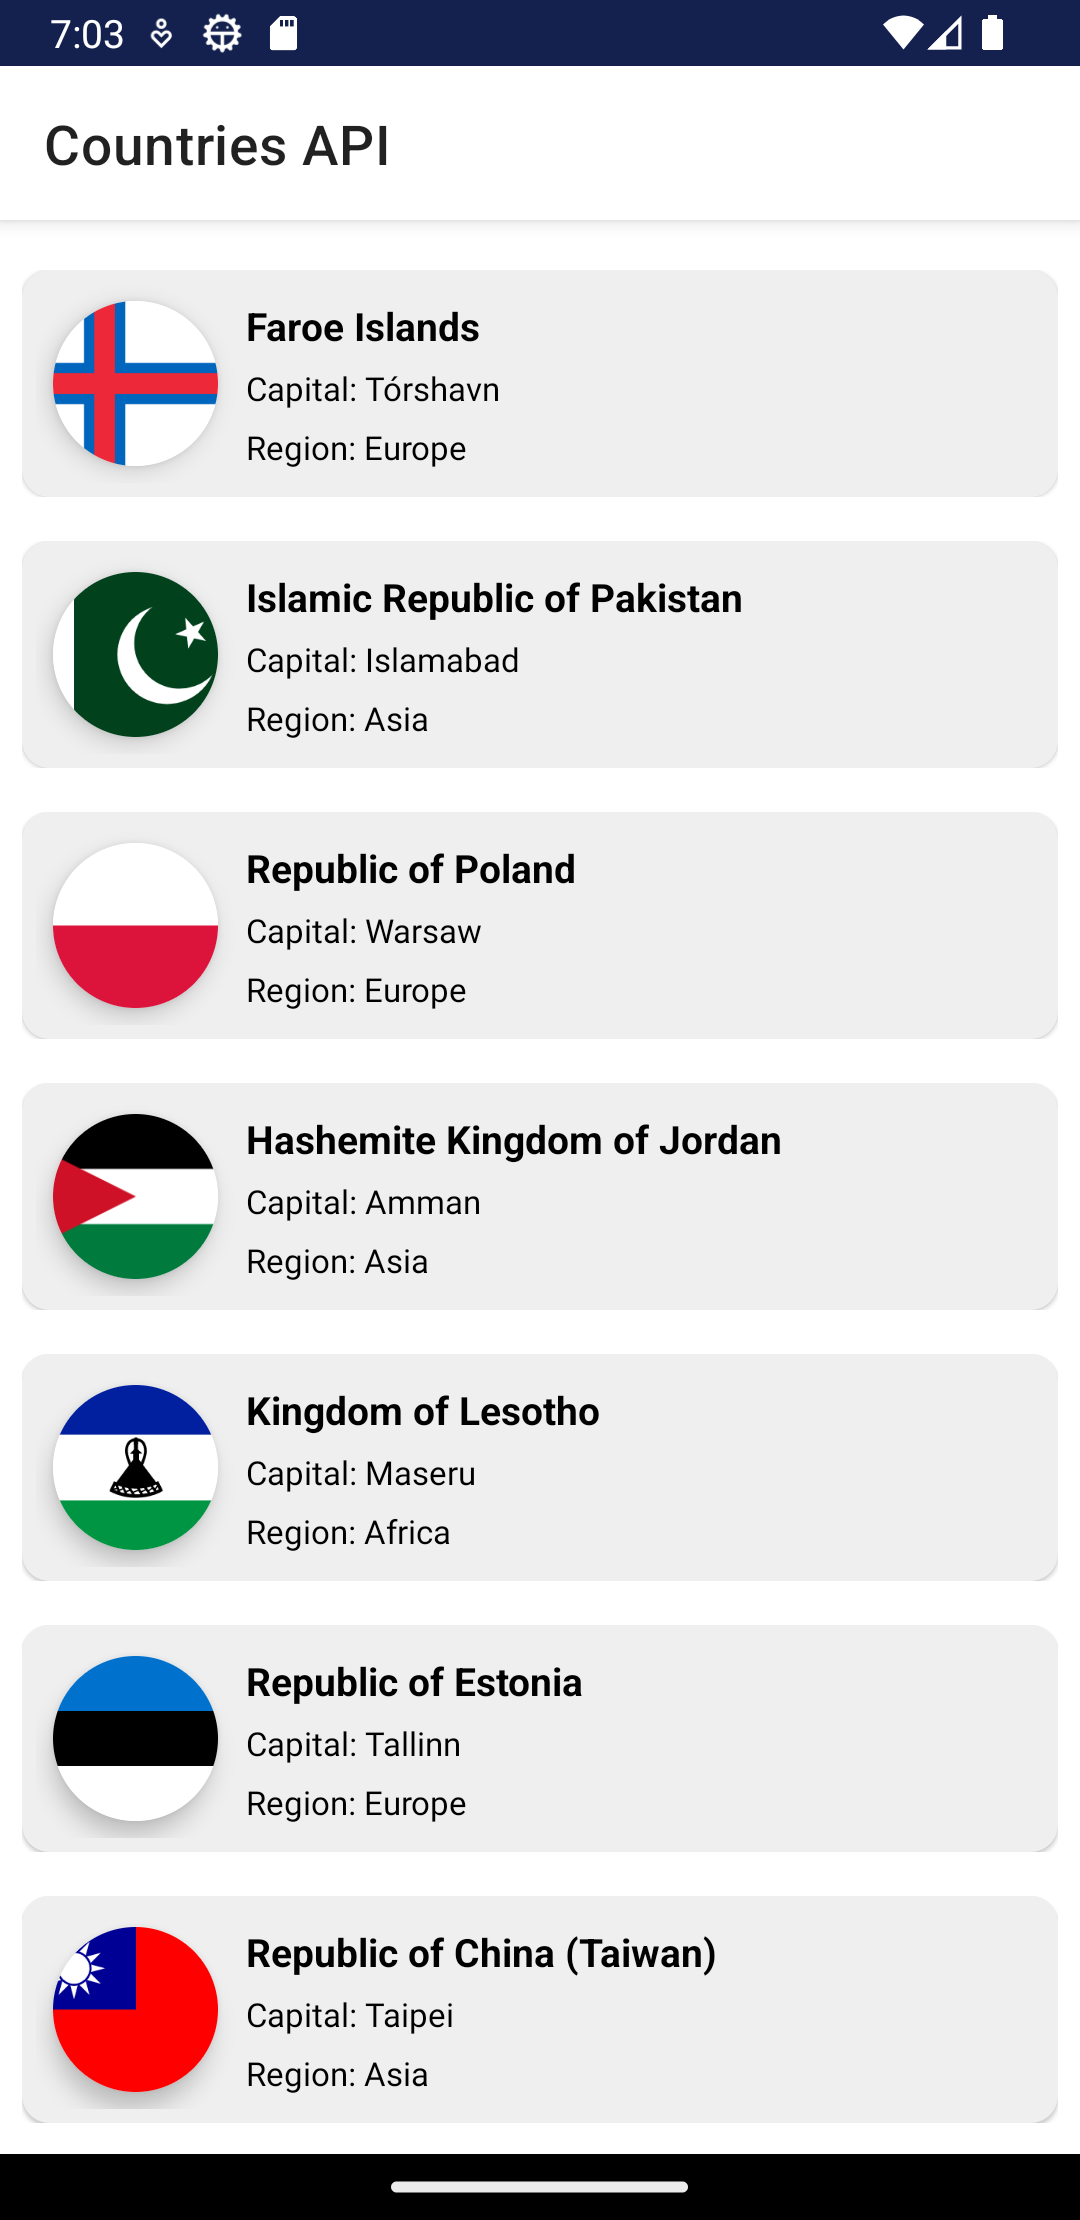 7:03
Countries API
Faroe Islands
Capital: Tórshavn
Region: Europe
Islamic Republic of Pakistan
Capital: Islamabad
Region: Asia
Republic of Poland
Capital: Warsaw
Region: Europe
Hashemite Kingdom of Jordan
Capital: Amman
Region: Asia
Kingdom of Lesotho
Capital: Maseru
Region: Africa
Republic of Estonia
Capital: Tallinn
Region: Europe
Republic of China (Taiwan)
Capital: Taipei
Region: Asia